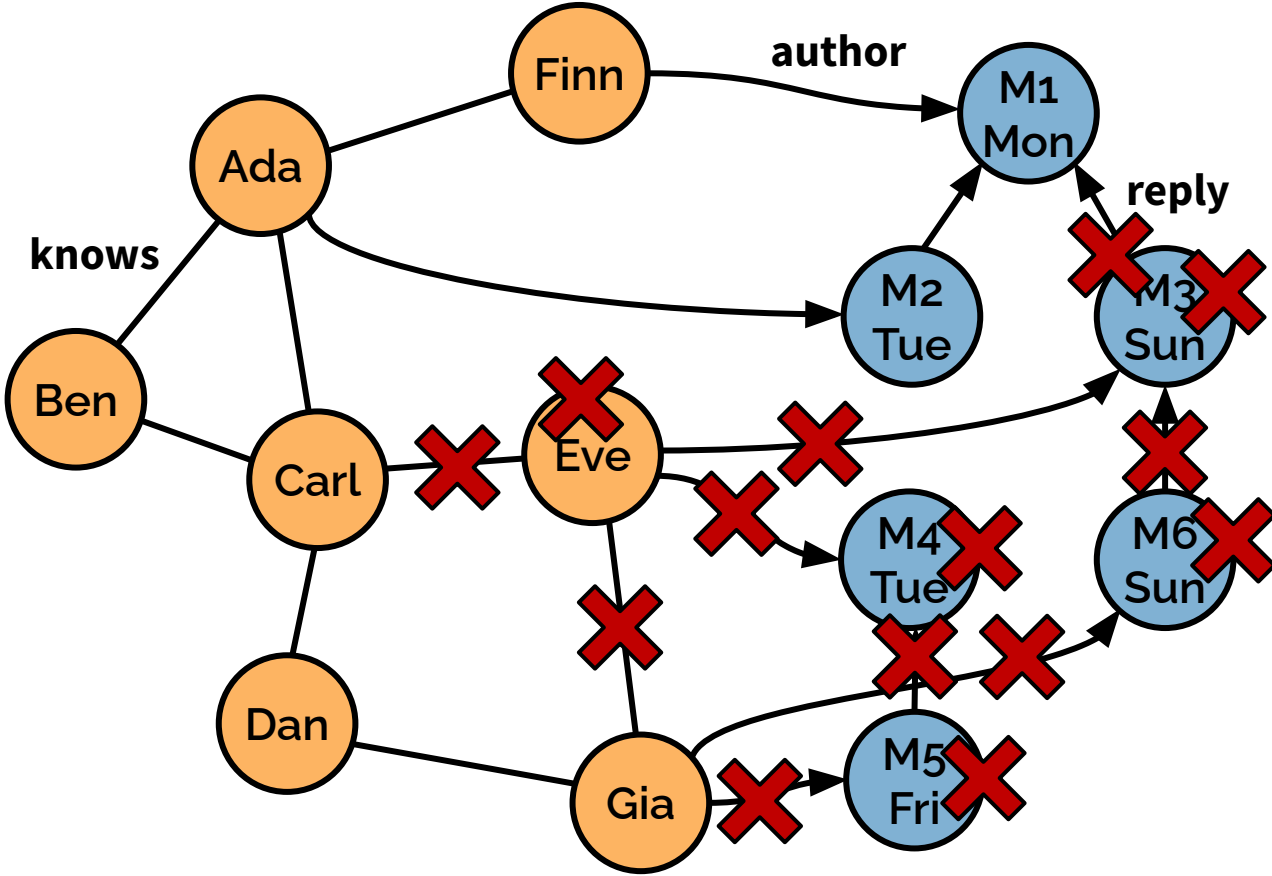 Finn
author
M1
Mon
Ada
reply
knows
M2
Tue
M3
Sun
Ben
Eve
Carl
M4
Tue
M6
Sun
Dan
M5
Fri
Gia